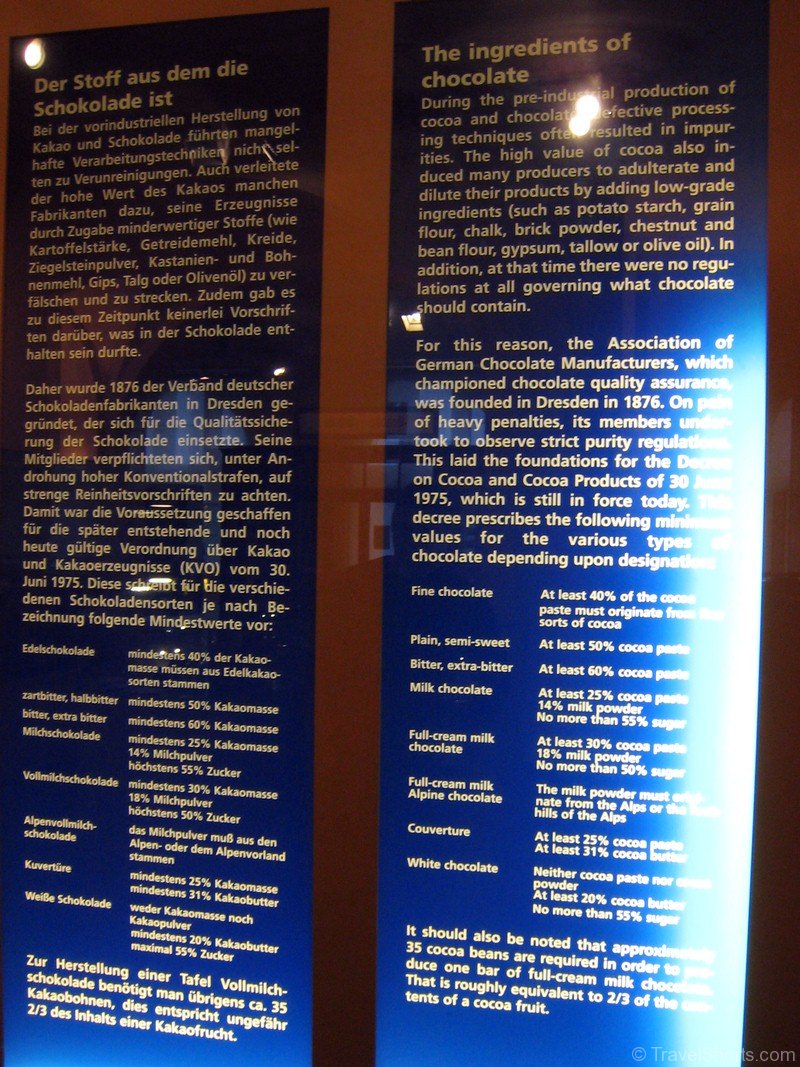 Der Stoff aus dem die
Schokolade ist
Bei der vorindustriellen Herstellung von
Kakao und Schokolade führten mangel-
hafte Verarbeitungstechniken nicht sel-
ten zu Verunreinigungen. Auch verleitete
der hohe Wert des Kakaos manchen
Fabrikanten dazu, seine Erzeugnisse
durch Zugabe minderwertiger Stoffe (wie
Kartoffelstärke, Getreidemehl, Kreide,
Ziegelsteinpulver, Kastanien- und Boh-
nenmehl, Gips, Talg oder Olivenöl) zu ver-
fälschen und zu strecken. Zudem gab es
zu diesem Zeitpunkt keinerlei Vorschrif-
ten darüber, was in der Schokolade ent-
halten sein durfte.
Daher wurde 1876 der Verband deutscher
Schokoladenfabrikanten in Dresden ge-
gründet, der sich für die Qualitätssiche-
rung der Schokolade einsetzte. Seine
Mitglieder verpflichteten sich, unter An-
drohung hoher Konventionalstrafen, auf
strenge Reinheitsvorschriften zu achten.
Damit war die Voraussetzung geschaffen
für die später entstehende und noch
heute gültige Verordnung über Kakao
und Kakaoerzeugnisse (KVO) vom 30.
Juni 1975. Diese schreibt für die verschie-
denen Schokoladensorten je nach Be-
zeichnung folgende Mindestwerte vor:
Edelschokolade mindestens 40% der Kakao-
masse müssen aus Edelkakao-
sorten stammen
zartbitter, halbbitter mindestens 50% Kakaomasse
bitter, extra bitter mindestens 60% Kakaomasse
Milchschokolade mindestens 25% Kakaomasse
14% Milchpulver
höchstens 55% Zucker
Vollmilchschokolade mindestens 30% Kakaomasse
18% Milchpulver
höchstens 50% Zucker
Alpenvollmilch- das Milchpulver muß aus den
schokolade Alpen- oder dem Alpenvorland
stammen
Kuvertüre mindestens 25% Kakaomasse
mindestens 31% Kakaobutter
Weiße Schokolade weder Kakaomasse noch
Kakaopulver
mindestens 20% Kakaobutter
maximal 55% Zucker
Zur Herstellung einer Tafel Vollmilch-
schokolade benötigt man übrigens ca. 35
Kakaobohnen, dies entspricht ungefähr
2/3 des Inhalts einer Kakaofrucht.
The ingredients of
chocolate
During the pre-industrial production of
cocoa and chocolate, defective process-
ing techniques often resulted in impur-
ities. The high value of cocoa also in-
duced many producers to adulterate and
dilute their products by adding low-grade
ingredients (such as potato starch, grain
flour, chalk, brick powder, chestnut and
bean flour, gypsum, tallow or olive oil). In
addition, at that time there were no regu-
lations at all governing what chocolate
should contain.
For this reason, the Association of
German Chocolate Manufacturers, which
championed chocolate quality assurance,
was founded in Dresden in 1876. On pain
of heavy penalties, its members under-
took to observe strict purity regulations.
This laid the foundations for the Decree
on Cocoa and Cocoa Products of 30 June
1975, which is still in force today. This
decree prescribes the following minimum
values for the various types of
chocolate depending upon designation:
Fine chocolate At least 40% of the cocoa
paste must originate from fine
sorts of cocoa
Plain, semi-sweet At least 50% cocoa paste
Bitter, extra-bitter At least 60% cocoa paste
Milk chocolate At least 25% cocoa paste
14% milk powder
No more than 55% sugar
Full-cream milk At least 30% cocoa paste
chocolate 18% milk powder
No more than 50% sugar
Full-cream milk The milk powder must origi-
Alpine chocolate nate from the Alps or the
hills of the Alps
Couverture At least 25% cocoa paste
At least 31% cocoa butter
White chocolate Neither cocoa paste nor cocoa
powder
At least 20% cocoa butter
No more than 55% sugar
It should also be noted that approximately
35 cocoa beans are required in order to pro-
duce one bar of full-cream milk chocolate.
That is roughly equivalent to 2/3 of the con-
tents of a cocoa fruit.